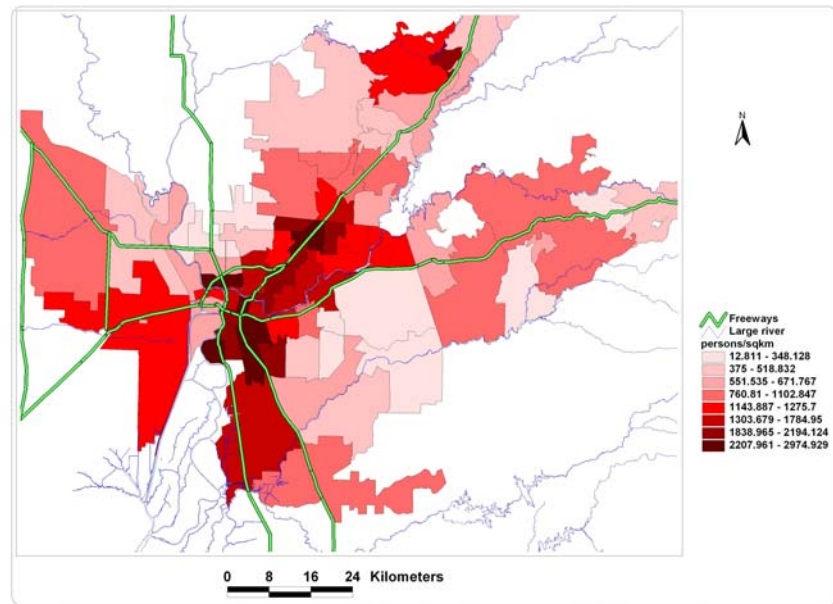 N
Freeways
Large river
persons/sqkm
12.811 - 348.128
375 - 518.832
551.535 - 671.767
760.81 - 1102.847
1143.887 - 1275.7
1303.679 - 1784.95
1838.965 - 2194.124
2207.961 - 2974.929
0 8 16 24 Kilometers